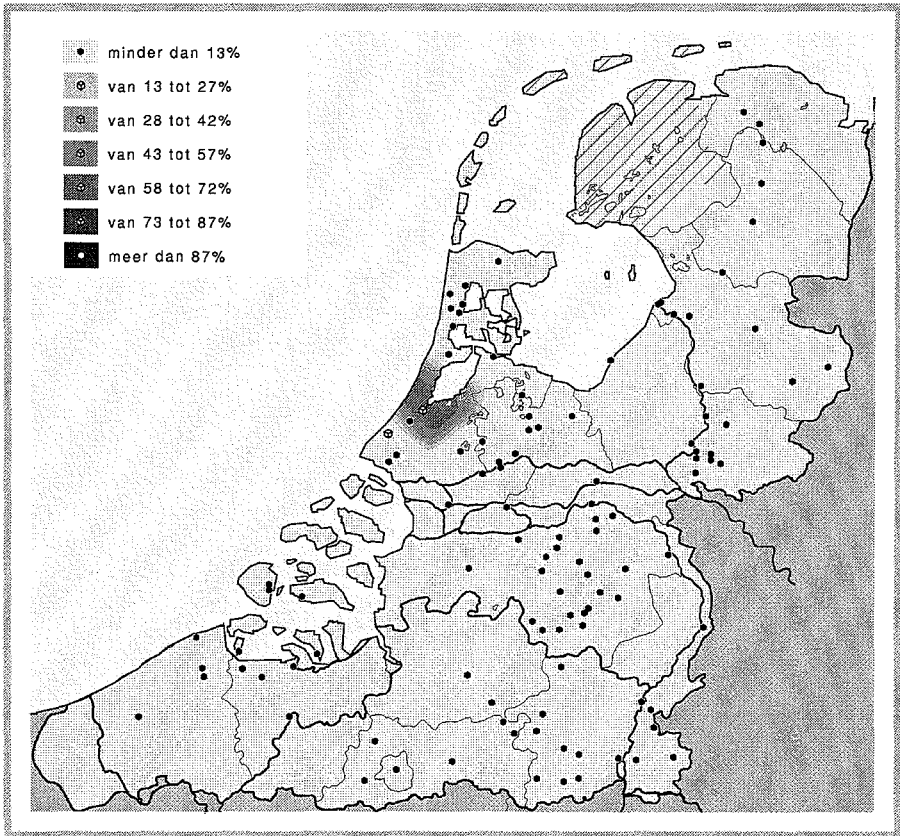 minder dan 13%
van 13 tot 27%
van 28 tot 42%
van 43 tot 57%
van 58 tot 72%
van 73 tot 87%
meer dan 87%